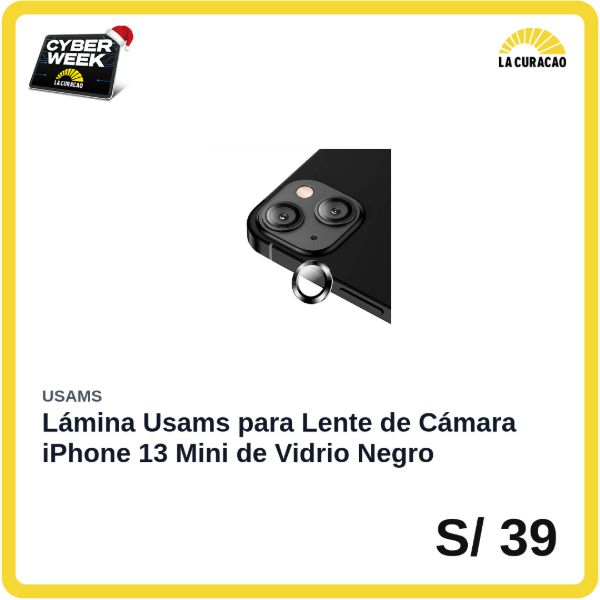 CYBER
WEEK
LA CURACAO
LA CURACAO
USAMS
Lámina Usams para Lente de Cámara
iPhone 13 Mini de Vidrio Negro
S/ 39